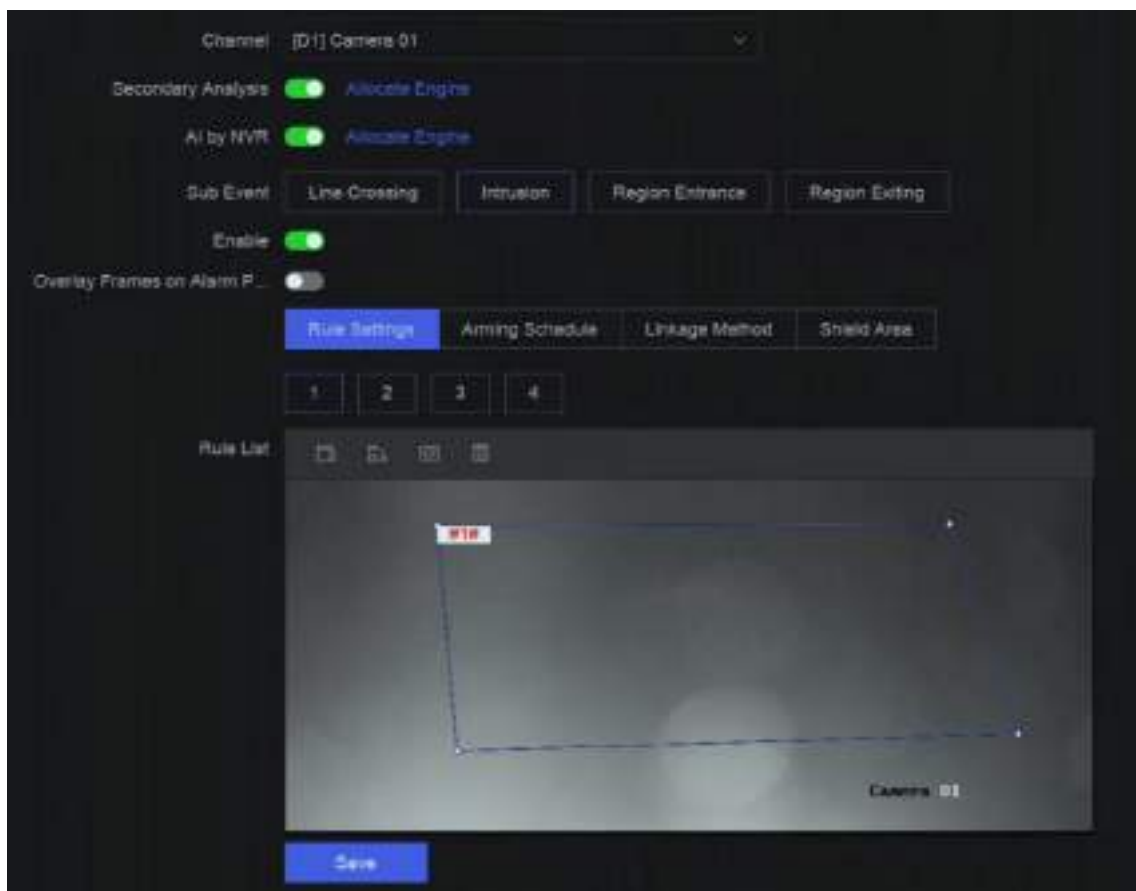 Channel [D1] Camera 01
Secondary Analysis Allocate Engine
AI by NVR Allocate Engine
Sub Event Line Crossing Intrusion Region Entrance Region Exiting
Enable
Overlay Frames on Alarm P...
Rule Settings Arming Schedule Linkage Method Shield Area
1 2 3 4
Rule List
#1#
Camera 01
Save